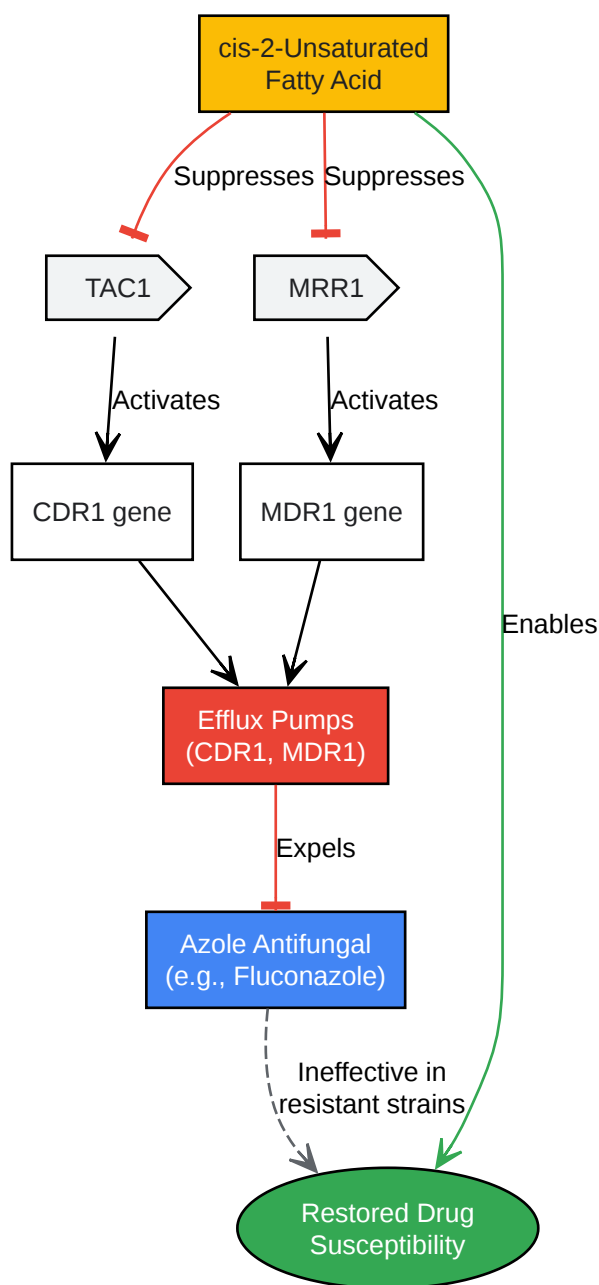 cis-2-Unsaturated
Fatty Acid
Suppresses
Suppresses
TAC1
MRR1
Activates
Activates
CDR1 gene
MDR1 gene
Enables
Efflux Pumps
(CDR1, MDR1)
Expels
Azole Antifungal
(e.g., Fluconazole)
Ineffective in
resistant strains
Restored Drug
Susceptibility